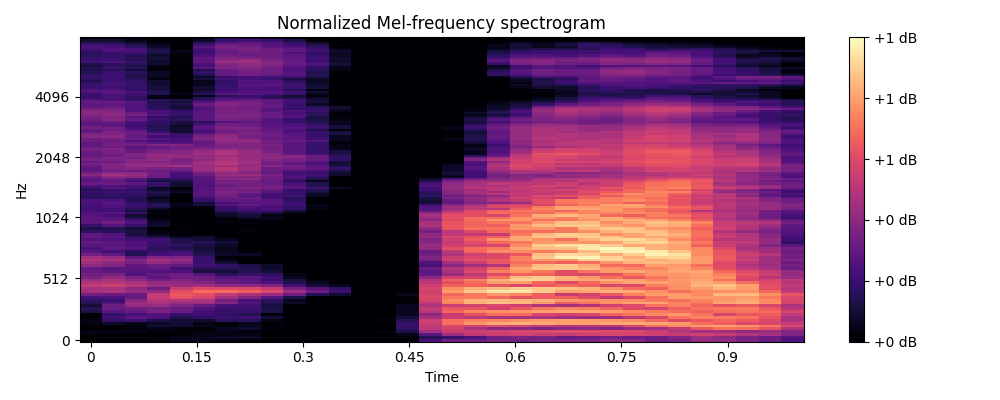 Normalized Mel-frequency spectrogram
Hz
4096
2048
1024
512
0
0 0.15 0.3 0.45 0.6 0.75 0.9
Time
+1 dB
+1 dB
+1 dB
+0 dB
+0 dB
+0 dB